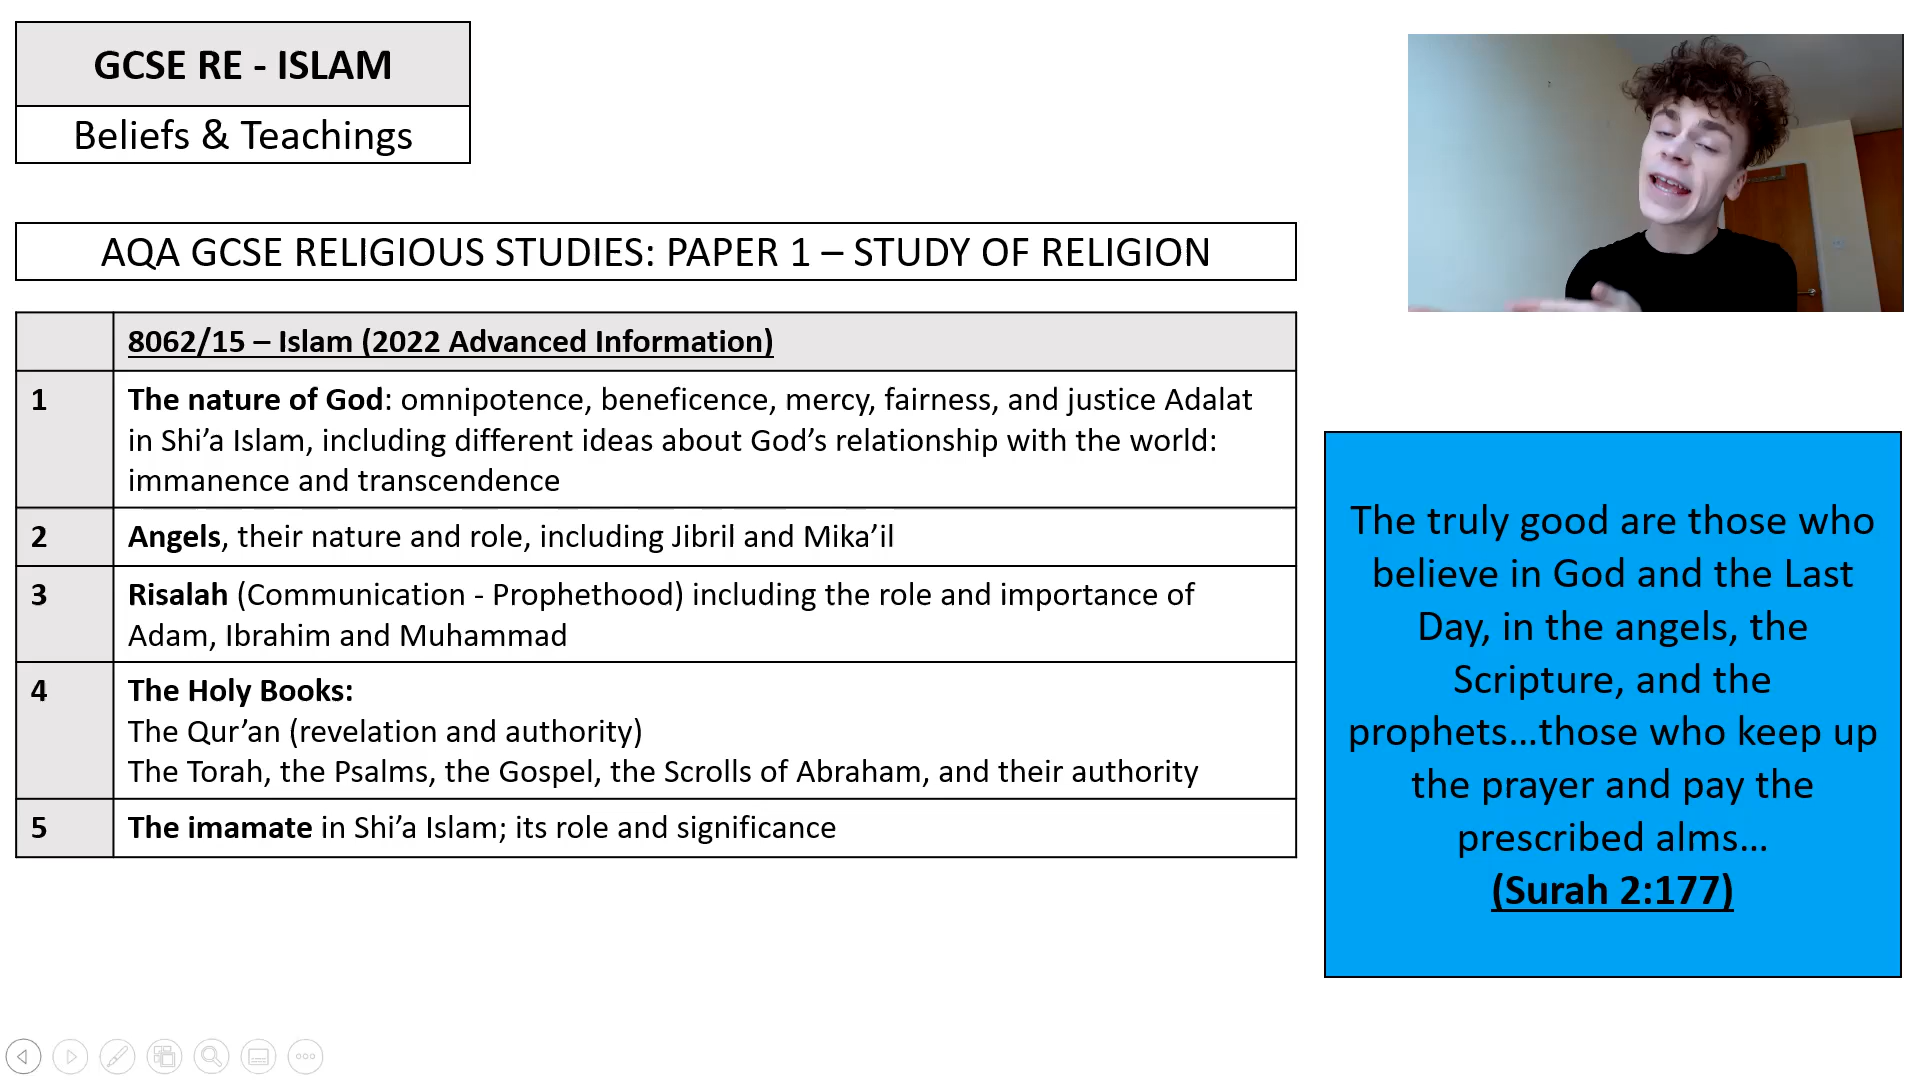 GCSE RE - ISLAM
Beliefs & Teachings
AQA GCSE RELIGIOUS STUDIES: PAPER 1 – STUDY OF RELIGION
8062/15 – Islam (2022 Advanced Information)
1
The nature of God: omnipotence, beneficence, mercy, fairness, and justice Adalat
in Shi’a Islam, including different ideas about God’s relationship with the world:
immanence and transcendence
2
Angels, their nature and role, including Jibril and Mika’il
3
Risalah (Communication - Prophethood) including the role and importance of
Adam, Ibrahim and Muhammad
4
The Holy Books:
The Qur’an (revelation and authority)
The Torah, the Psalms, the Gospel, the Scrolls of Abraham, and their authority
5
The imamate in Shi’a Islam; its role and significance
The truly good are those who
believe in God and the Last
Day, in the angels, the
Scripture, and the
prophets…those who keep up
the prayer and pay the
prescribed alms…
(Surah 2:177)